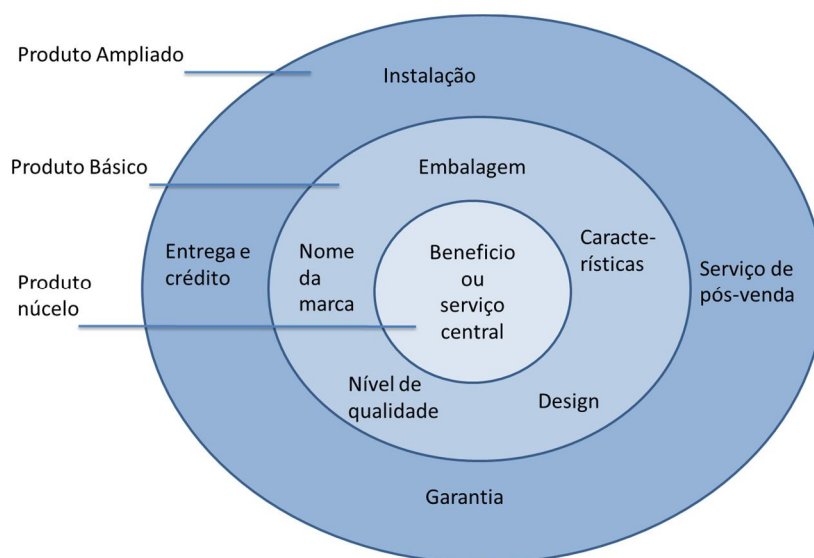 Produto Ampliado
Instalação
Produto Básico
Embalagem
Entrega e
crédito
Nome
da
marca
Beneficio
ou
serviço
central
Caracte-
rísticas
Serviço de
pós-venda
Produto
núcelo
Nível de
qualidade
Design
Garantia